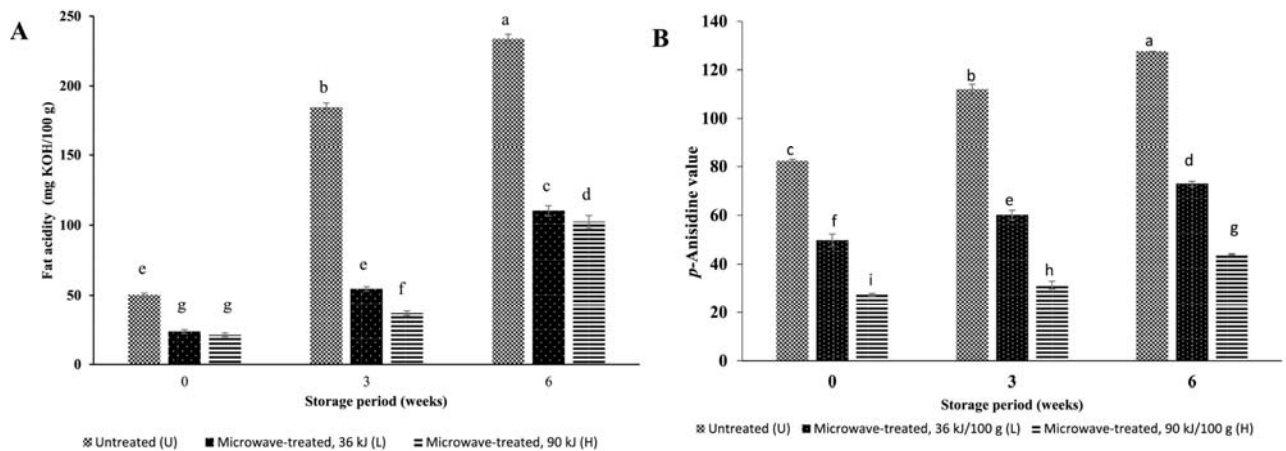 A
Fat acidity (mg KOH/100 g)
250
200
150
100
50
0
e
g
g
b
e
f
a
c
d
0
3
6
Storage period (weeks)
Untreated (U)
Microwave-treated, 36 kJ (L)
Microwave-treated, 90 kJ (H)
B
p-Anisidine value
140
120
100
80
60
40
20
0
c
f
i
b
e
h
a
d
g
0
3
6
Storage period (weeks)
Untreated (U)
Microwave-treated, 36 kJ/100 g (L)
Microwave-treated, 90 kJ/100 g (H)